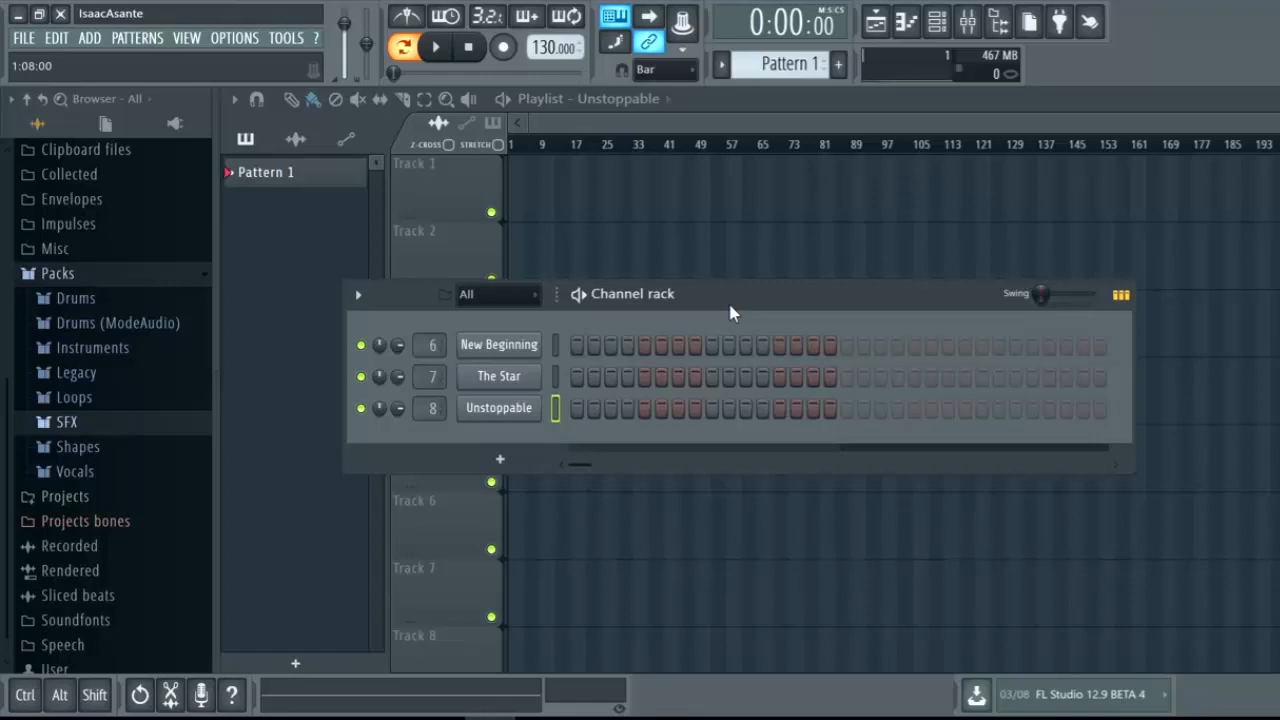 IsaacAsante
FILE EDIT ADD PATTERNS VIEW OPTIONS TOOLS ?
1:08:00
3.2.
130.000
Bar
0:00:00
M:S:CS
Pattern 1
+
1
467 MB
0
Browser - All
Playlist - Unstoppable
Z-CROSS STRETCH
1 9 17 25 33 41 49 57 65 73 81 89 97 105 113 121 129 137 145 153 161 169 177 185 193
Clipboard files
Collected
Envelopes
Impulses
Misc
Packs
Drums
Drums (ModeAudio)
Instruments
Legacy
Loops
SFX
Shapes
Vocals
Projects
Projects bones
Recorded
Rendered
Sliced beats
Soundfonts
Speech
User
Pattern 1
+
Track 1
Track 2
All
Channel rack
Swing
6 New Beginning
7 The Star
8 Unstoppable
+
Track 6
Track 7
Track 8
Ctrl Alt Shift
?
03/08 FL Studio 12.9 BETA 4